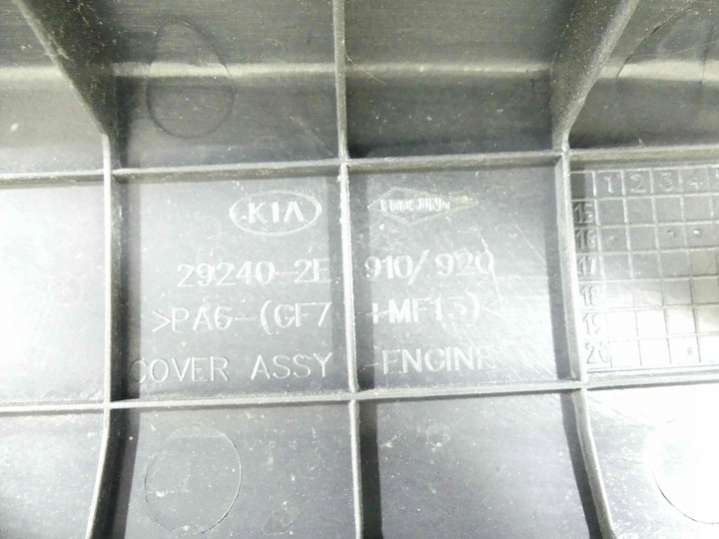 KIA
29240-2E 910/920
>PA6-(GF7 +MF15)<
COVER ASSY -ENGINE
1 2 3 4
15
16
17
18
19
20